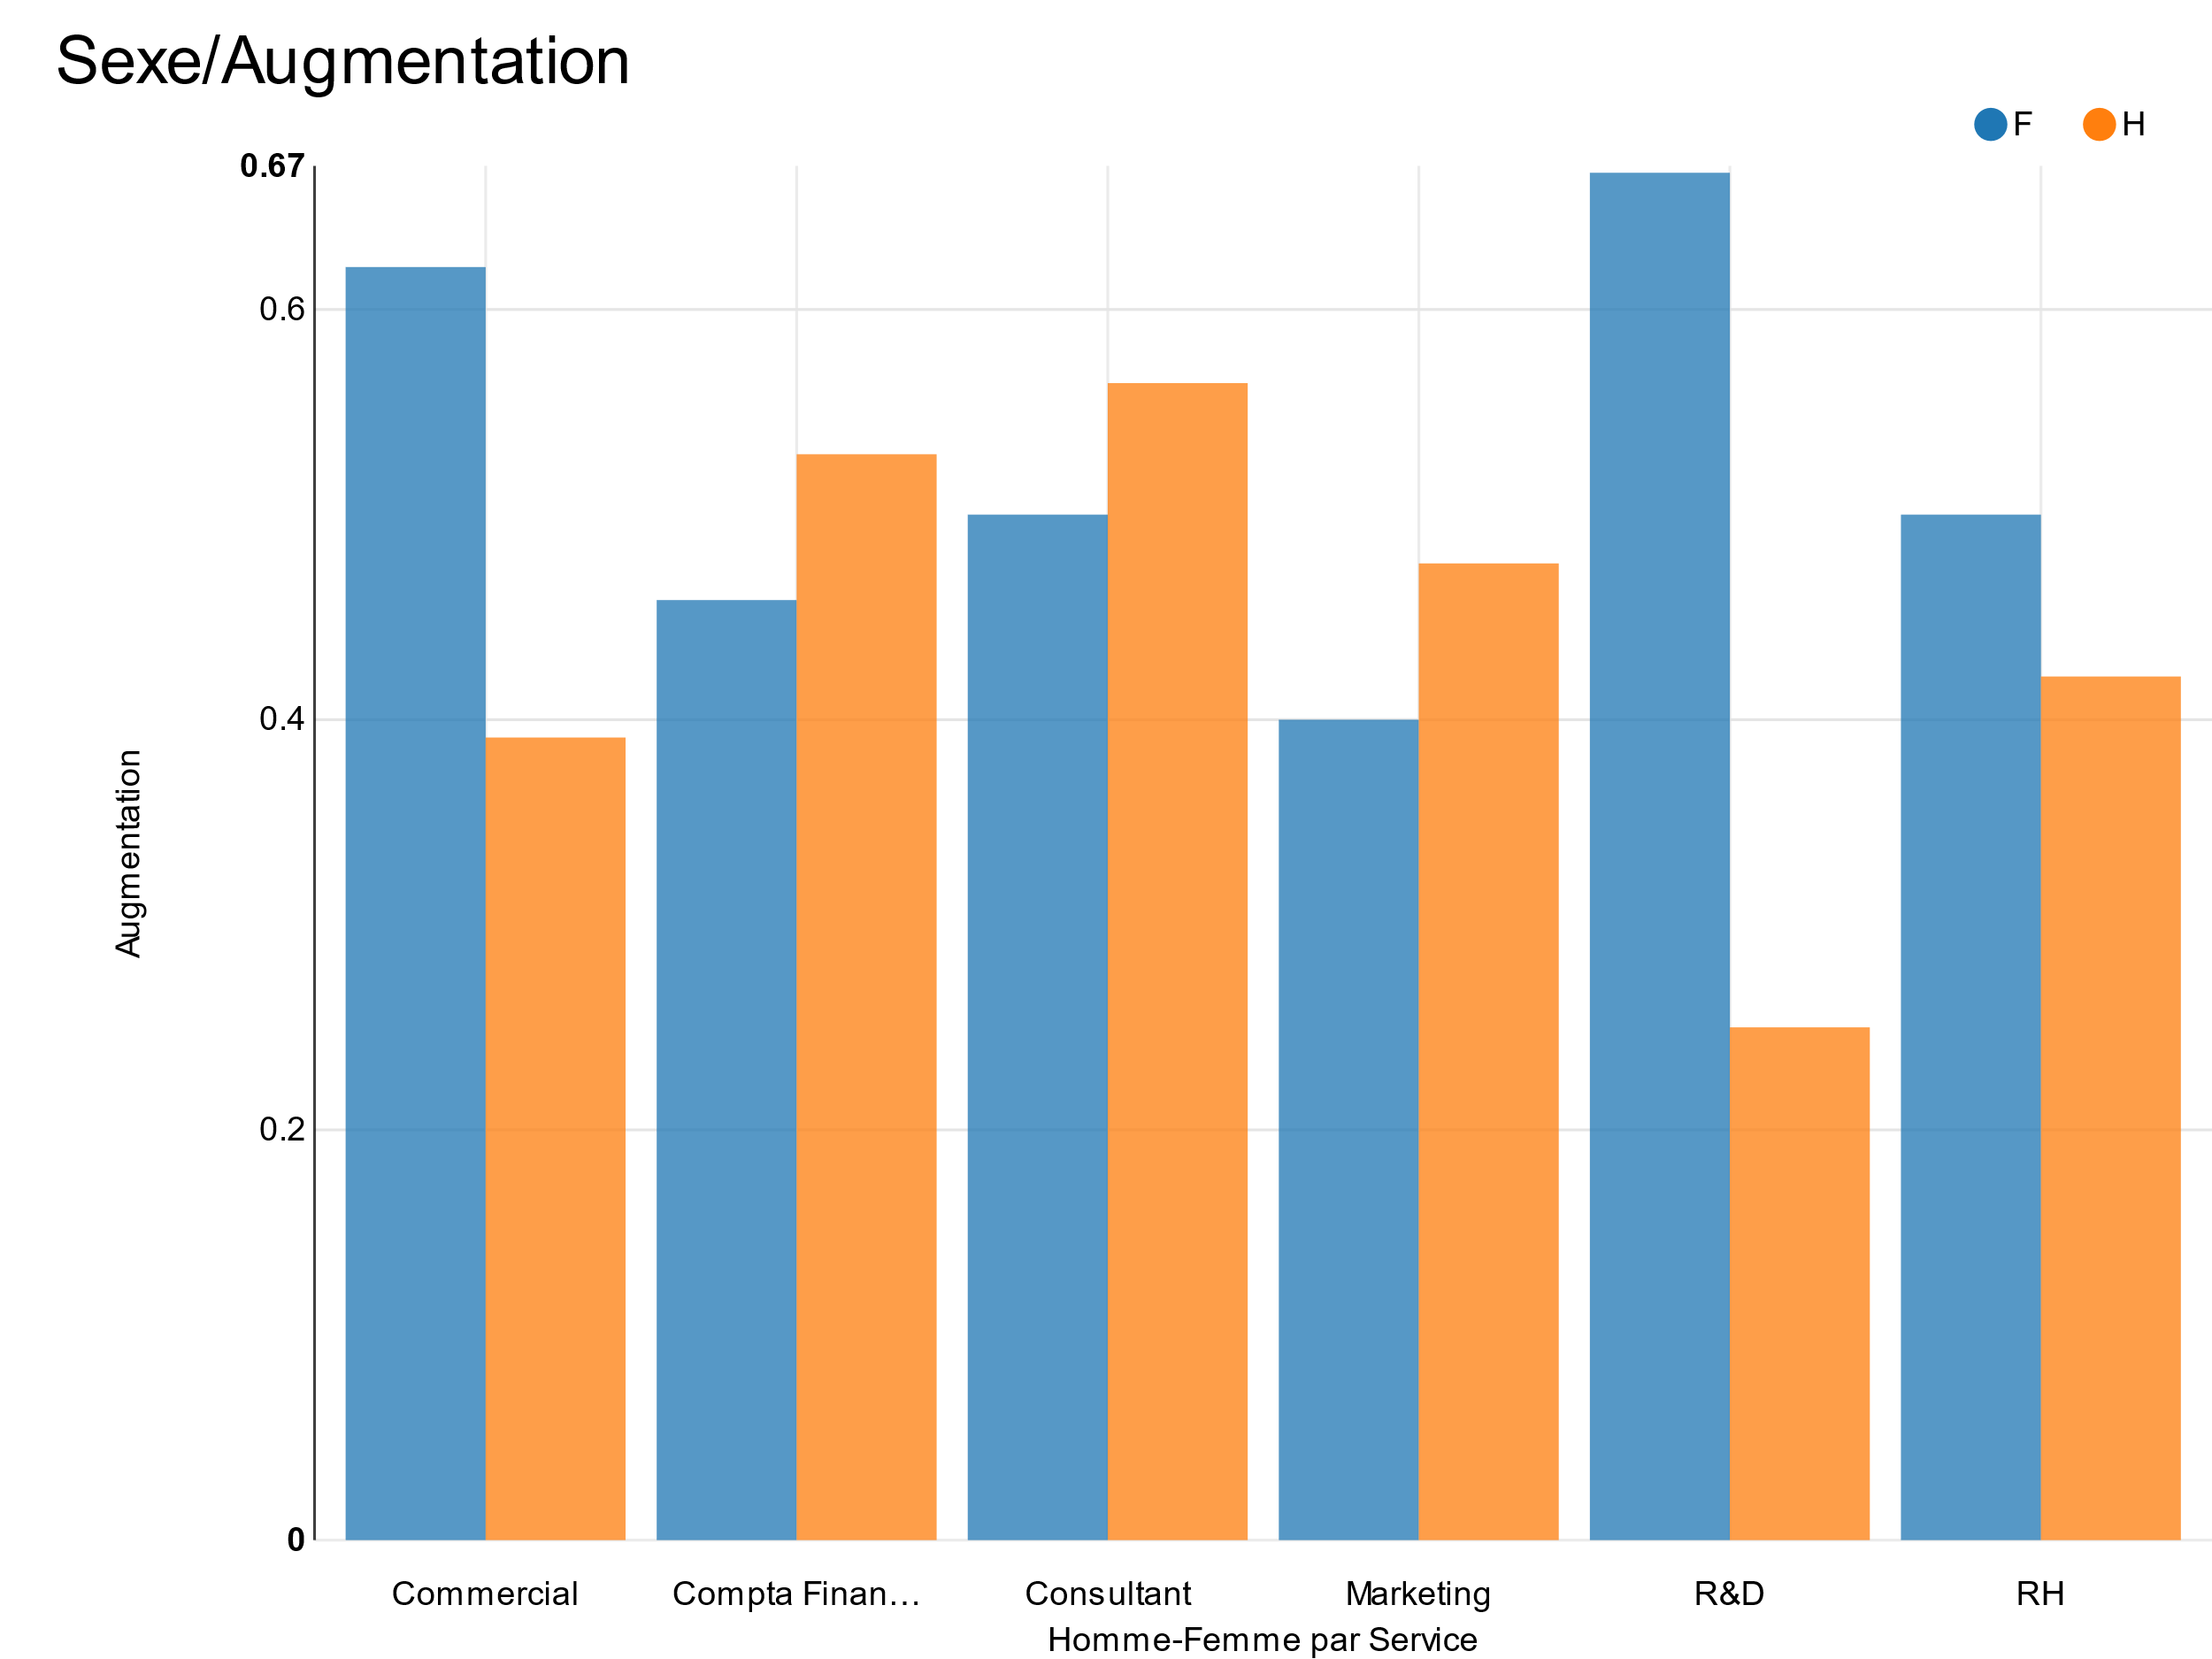 Sexe/Augmentation
F H
0.67
0.6
0.4
0.2
0
Augmentation
Commercial Compta Finan... Consultant Marketing R&D RH
Homme-Femme par Service